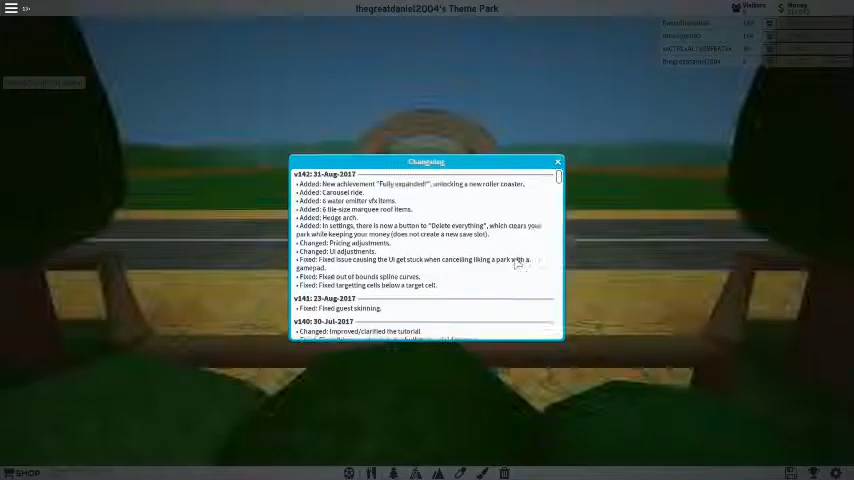 thegreatdaniel2004's Theme Park
Visitors
Money
thegreatdaniel2004
Changelog
v142: 31-Aug-2017
• Added: New achievement "Fully expanded!", unlocking a new roller coaster.
• Added: Carousel ride.
• Added: 6 water emitter vfx items.
• Added: 6 tile-size marquee roof items.
• Added: Hedge arch.
• Added: In settings, there is now a button to "Delete everything", which clears your
park while keeping your money (does not create a new save slot).
• Changed: Pricing adjustments.
• Changed: UI adjustments.
• Fixed: Fixed issue causing the UI get stuck when cancelling liking a park with a
gamepad.
• Fixed: Fixed out of bounds spline curves.
• Fixed: Fixed targetting cells below a target cell.
v141: 23-Aug-2017
• Fixed: Fixed guest skinning.
v140: 30-Jul-2017
• Changed: Improved/clarified the tutorial
SHOP